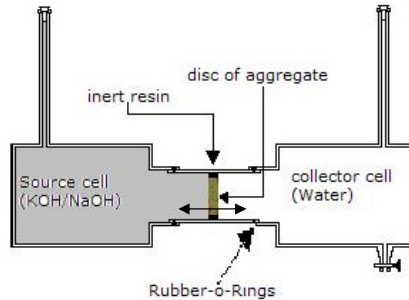 disc of aggregate
inert resin
Source cell
(KOH/NaOH)
collector cell
(Water)
Rubber-o-Rings